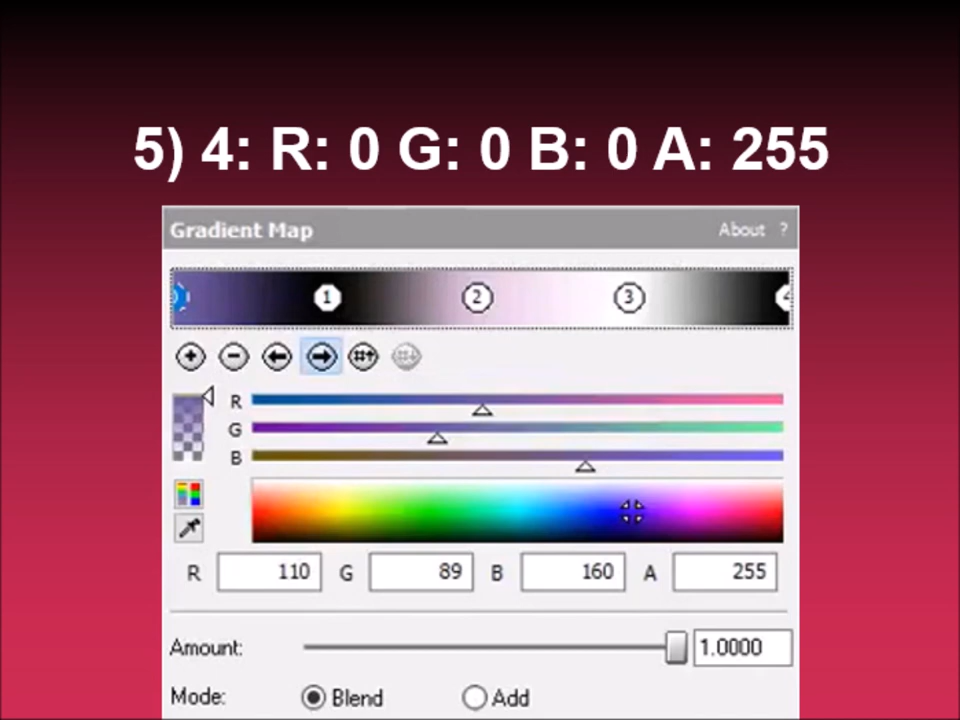 5) 4: R: 0 G: 0 B: 0 A: 255
Gradient Map About ?
1 2 3 4
R
G
B
R 110 G 89 B 160 A 255
Amount: 1.0000
Mode: Blend Add